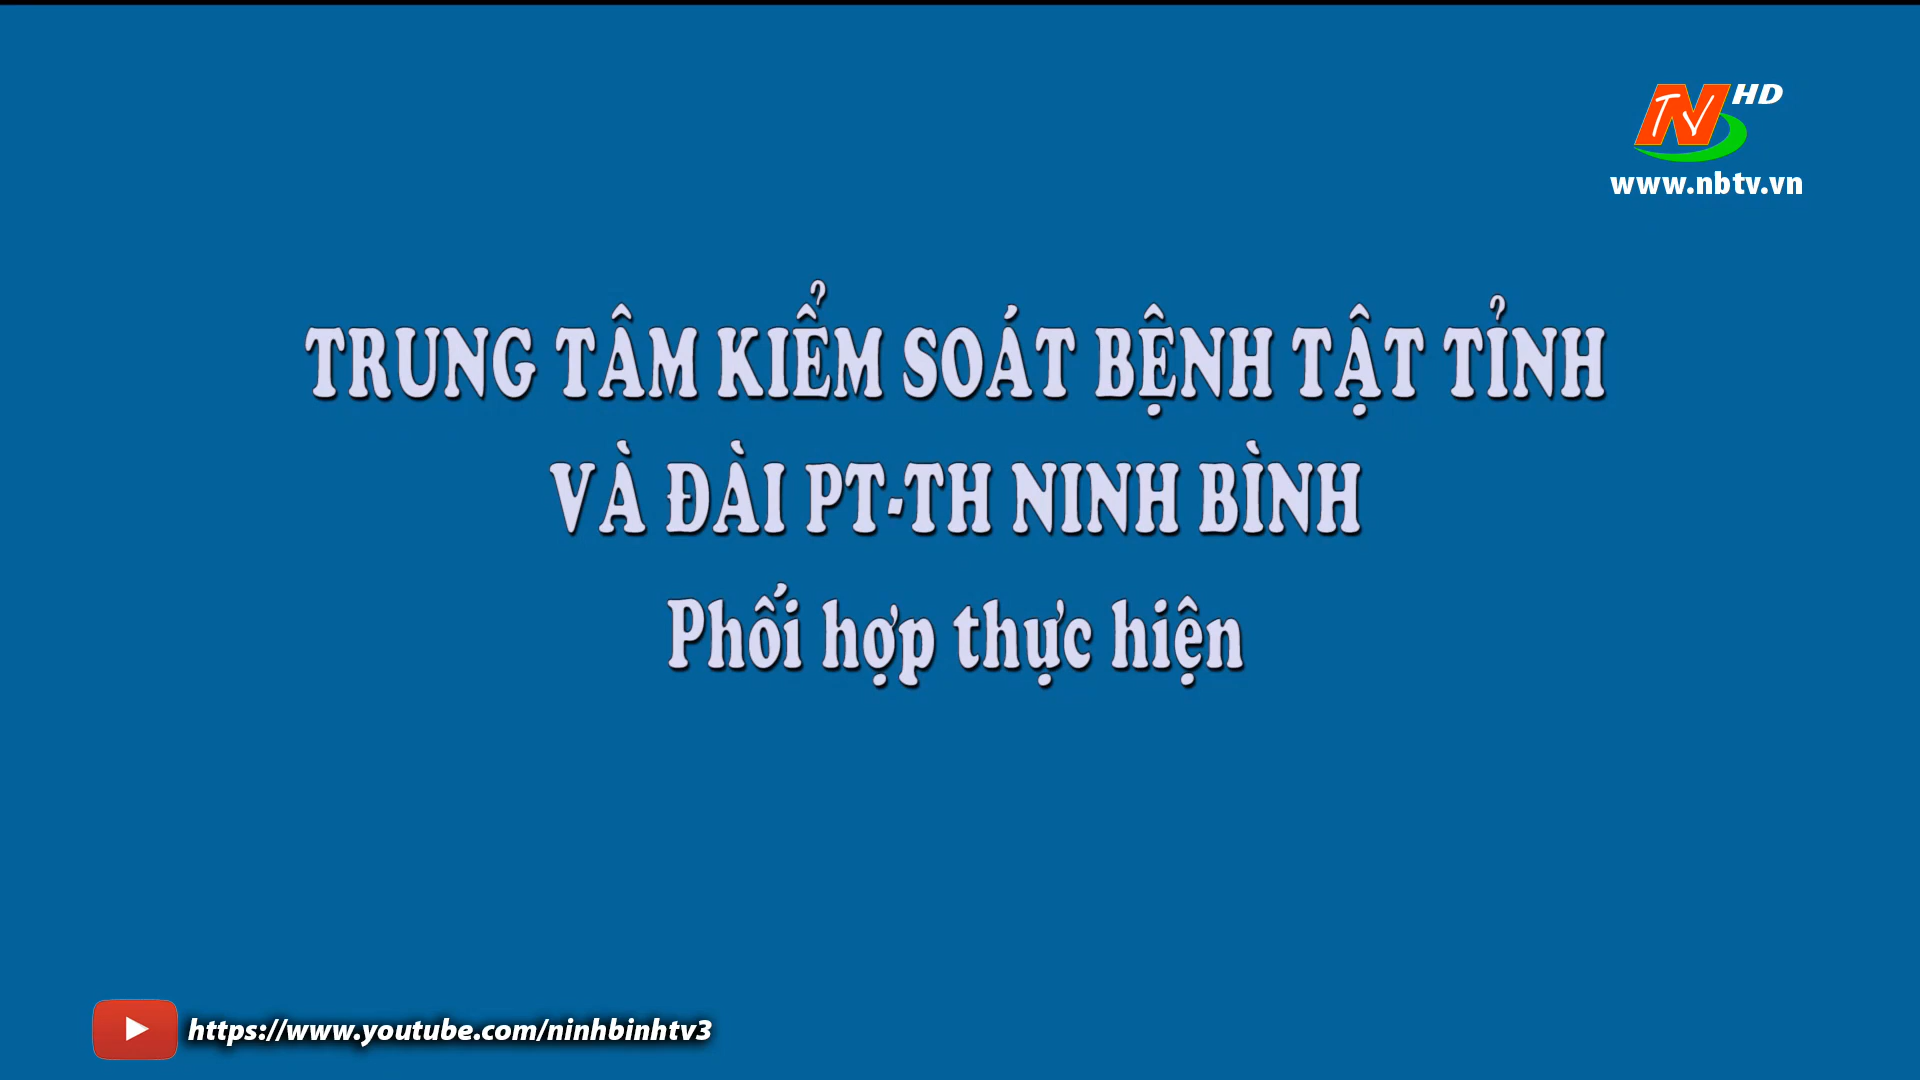 NTV HD
www.nbtv.vn
TRUNG TÂM KIỂM SOÁT BỆNH TẬT TỈNH
VÀ ĐÀI PT-TH NINH BÌNH
Phối hợp thực hiện
https://www.youtube.com/ninhbinhtv3